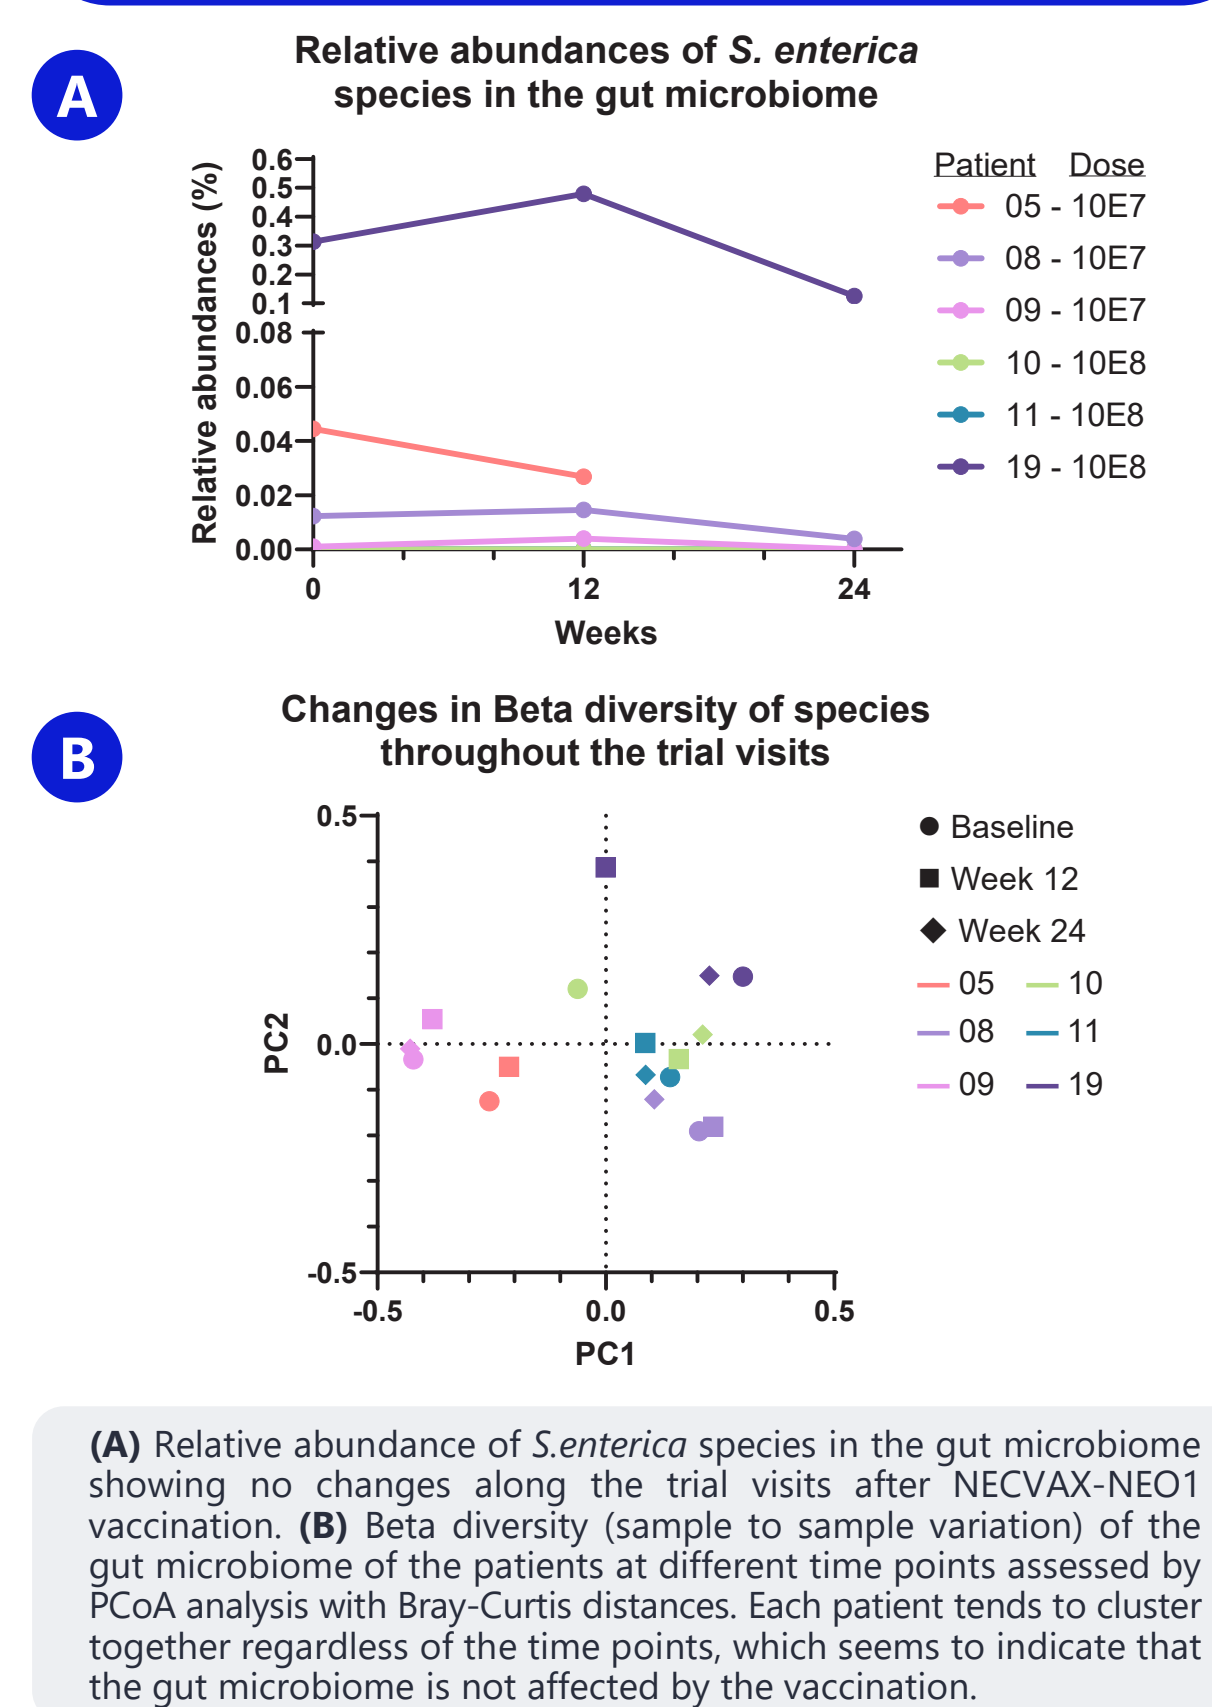 A
Relative abundances of S. enterica
species in the gut microbiome
Relative abundances (%)
0.6
0.5
0.4
0.3
0.2
0.1
0.08
0.06
0.04
0.02
0.00
0 12 24
Weeks
Patient Dose
05 - 10E7
08 - 10E7
09 - 10E7
10 - 10E8
11 - 10E8
19 - 10E8
B
Changes in Beta diversity of species
throughout the trial visits
PC2
0.5
0.0
-0.5
-0.5 0.0 0.5
PC1
Baseline
Week 12
Week 24
05 10
08 11
09 19
(A) Relative abundance of S.enterica species in the gut microbiome
showing no changes along the trial visits after NECVAX-NEO1
vaccination. (B) Beta diversity (sample to sample variation) of the
gut microbiome of the patients at different time points assessed by
PCoA analysis with Bray-Curtis distances. Each patient tends to cluster
together regardless of the time points, which seems to indicate that
the gut microbiome is not affected by the vaccination.